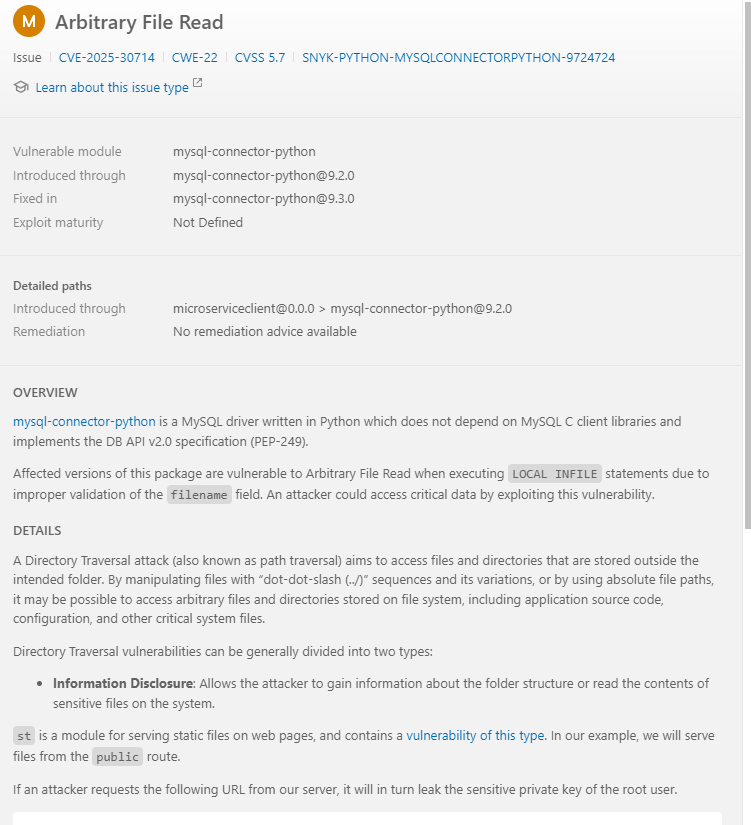 M Arbitrary File Read
Issue CVE-2025-30714 CWE-22 CVSS 5.7 SNYK-PYTHON-MYSQLCONNECTORPYTHON-9724724
Learn about this issue type
Vulnerable module mysql-connector-python
Introduced through mysql-connector-python@9.2.0
Fixed in mysql-connector-python@9.3.0
Exploit maturity Not Defined
Detailed paths
Introduced through microserviceclient@0.0.0 > mysql-connector-python@9.2.0
Remediation No remediation advice available
OVERVIEW
mysql-connector-python is a MySQL driver written in Python which does not depend on MySQL C client libraries and
implements the DB API v2.0 specification (PEP-249).
Affected versions of this package are vulnerable to Arbitrary File Read when executing LOCAL INFILE statements due to
improper validation of the filename field. An attacker could access critical data by exploiting this vulnerability.
DETAILS
A Directory Traversal attack (also known as path traversal) aims to access files and directories that are stored outside the
intended folder. By manipulating files with “dot-dot-slash (../)” sequences and its variations, or by using absolute file paths,
it may be possible to access arbitrary files and directories stored on file system, including application source code,
configuration, and other critical system files.
Directory Traversal vulnerabilities can be generally divided into two types:
• Information Disclosure: Allows the attacker to gain information about the folder structure or read the contents of
sensitive files on the system.
st is a module for serving static files on web pages, and contains a vulnerability of this type. In our example, we will serve
files from the public route.
If an attacker requests the following URL from our server, it will in turn leak the sensitive private key of the root user.